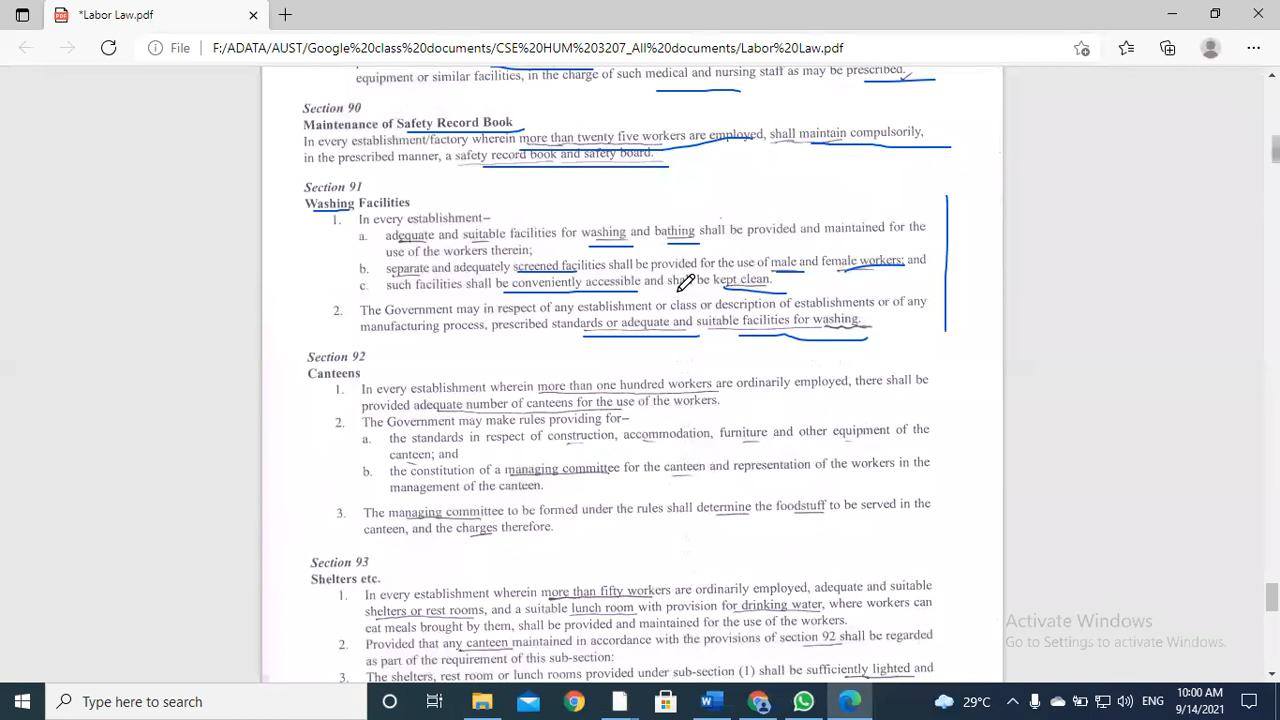 *Labor Law.pdf
File
F:/ADATA/AUST/Google%20class%20documents/CSE%20HUM%203207_All%20documents/Labor%20Law.pdf
equipment or similar facilities, in the charge of such medical and nursing staff as may be prescribed.
Section 90
Maintenance of Safety Record Book
In every establishment/factory wherein more than twenty five workers are employed, shall maintain compulsorily,
in the prescribed manner, a safety record book and safety board.
Section 91
Washing Facilities
1. In every establishment–
a. adequate and suitable facilities for washing and bathing shall be provided and maintained for the
use of the workers therein;
b. separate and adequately screened facilities shall be provided for the use of male and female workers; and
c. such facilities shall be conveniently accessible and shall be kept clean.
2. The Government may in respect of any establishment or class or description of establishments or of any
manufacturing process, prescribed standards or adequate and suitable facilities for washing.
Section 92
Canteens
1. In every establishment wherein more than one hundred workers are ordinarily employed, there shall be
provided adequate number of canteens for the use of the workers.
2. The Government may make rules providing for–
a. the standards in respect of construction, accommodation, furniture and other equipment of the
canteen; and
b. the constitution of a managing committee for the canteen and representation of the workers in the
management of the canteen.
3. The managing committee to be formed under the rules shall determine the foodstuff to be served in the
canteen, and the charges therefore.
Section 93
Shelters etc.
1. In every establishment wherein more than fifty workers are ordinarily employed, adequate and suitable
shelters or rest rooms, and a suitable lunch room with provision for drinking water, where workers can
eat meals brought by them, shall be provided and maintained for the use of the workers.
2. Provided that any canteen maintained in accordance with the provisions of section 92 shall be regarded
as part of the requirement of this sub-section:
3. The shelters, rest room or lunch rooms provided under sub-section (1) shall be sufficiently lighted and
Activate Windows
Go to Settings to activate Windows.
Type here to search
29°C
ENG
10:00 AM
9/14/2021